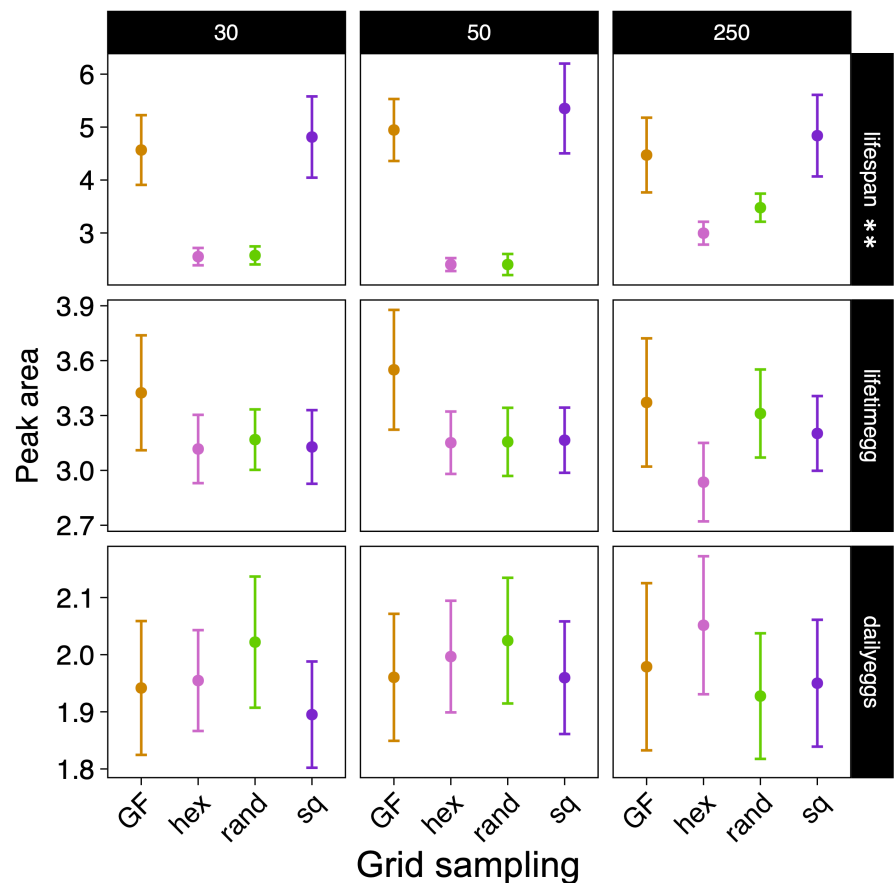 30 50 250
6
5
4
3
lifespan **
3.9
3.6
3.3
3.0
2.7
lifetimegg
Peak area
2.1
2.0
1.9
1.8
dailyeggs
GF hex rand sq GF hex rand sq GF hex rand sq
Grid sampling